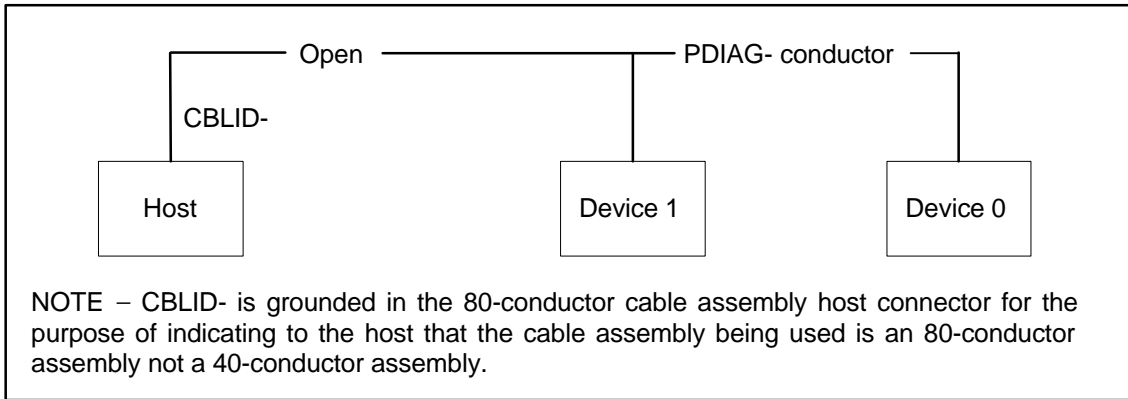 Open PDIAG- conductor
CBLID-
Host Device 1 Device 0
NOTE – CBLID- is grounded in the 80-conductor cable assembly host connector for the
purpose of indicating to the host that the cable assembly being used is an 80-conductor
assembly not a 40-conductor assembly.